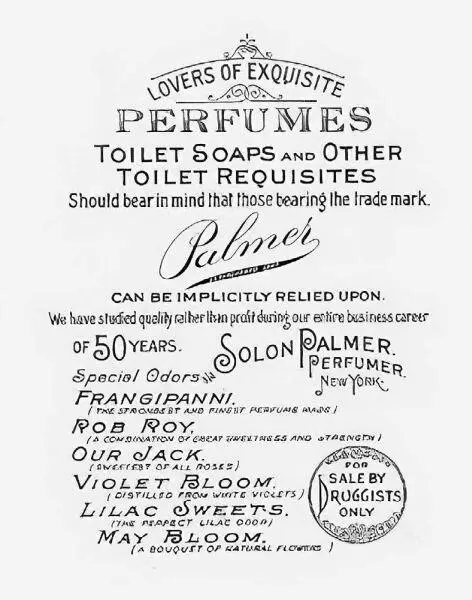 LOVERS OF EXQUISITE
PERFUMES
TOILET SOAPS AND OTHER
TOILET REQUISITES
Should bear in mind that those bearing the trade mark.
Palmer
CAN BE IMPLICITLY RELIED UPON.
We have studied quality rather than profit during our entire business career
OF 50 YEARS.
SOLON PALMER.
PERFUMER.
NEW YORK.
Special Odors
FRANGIPANNI.
(THE STRONGEST AND FINEST PERFUME MADE)
ROB ROY.
(A COMBINATION OF GREAT SWEETNESS AND STRENGTH)
OUR JACK.
(SWEETEST OF ALL ROSES)
VIOLET BLOOM.
(DISTILLED FROM WHITE VIOLETS)
LILAC SWEETS.
(THE PERFECT LILAC ODOR)
MAY BLOOM.
(A BOUQUET OF NATURAL FLOWERS)
FOR
SALE BY
DRUGGISTS
ONLY